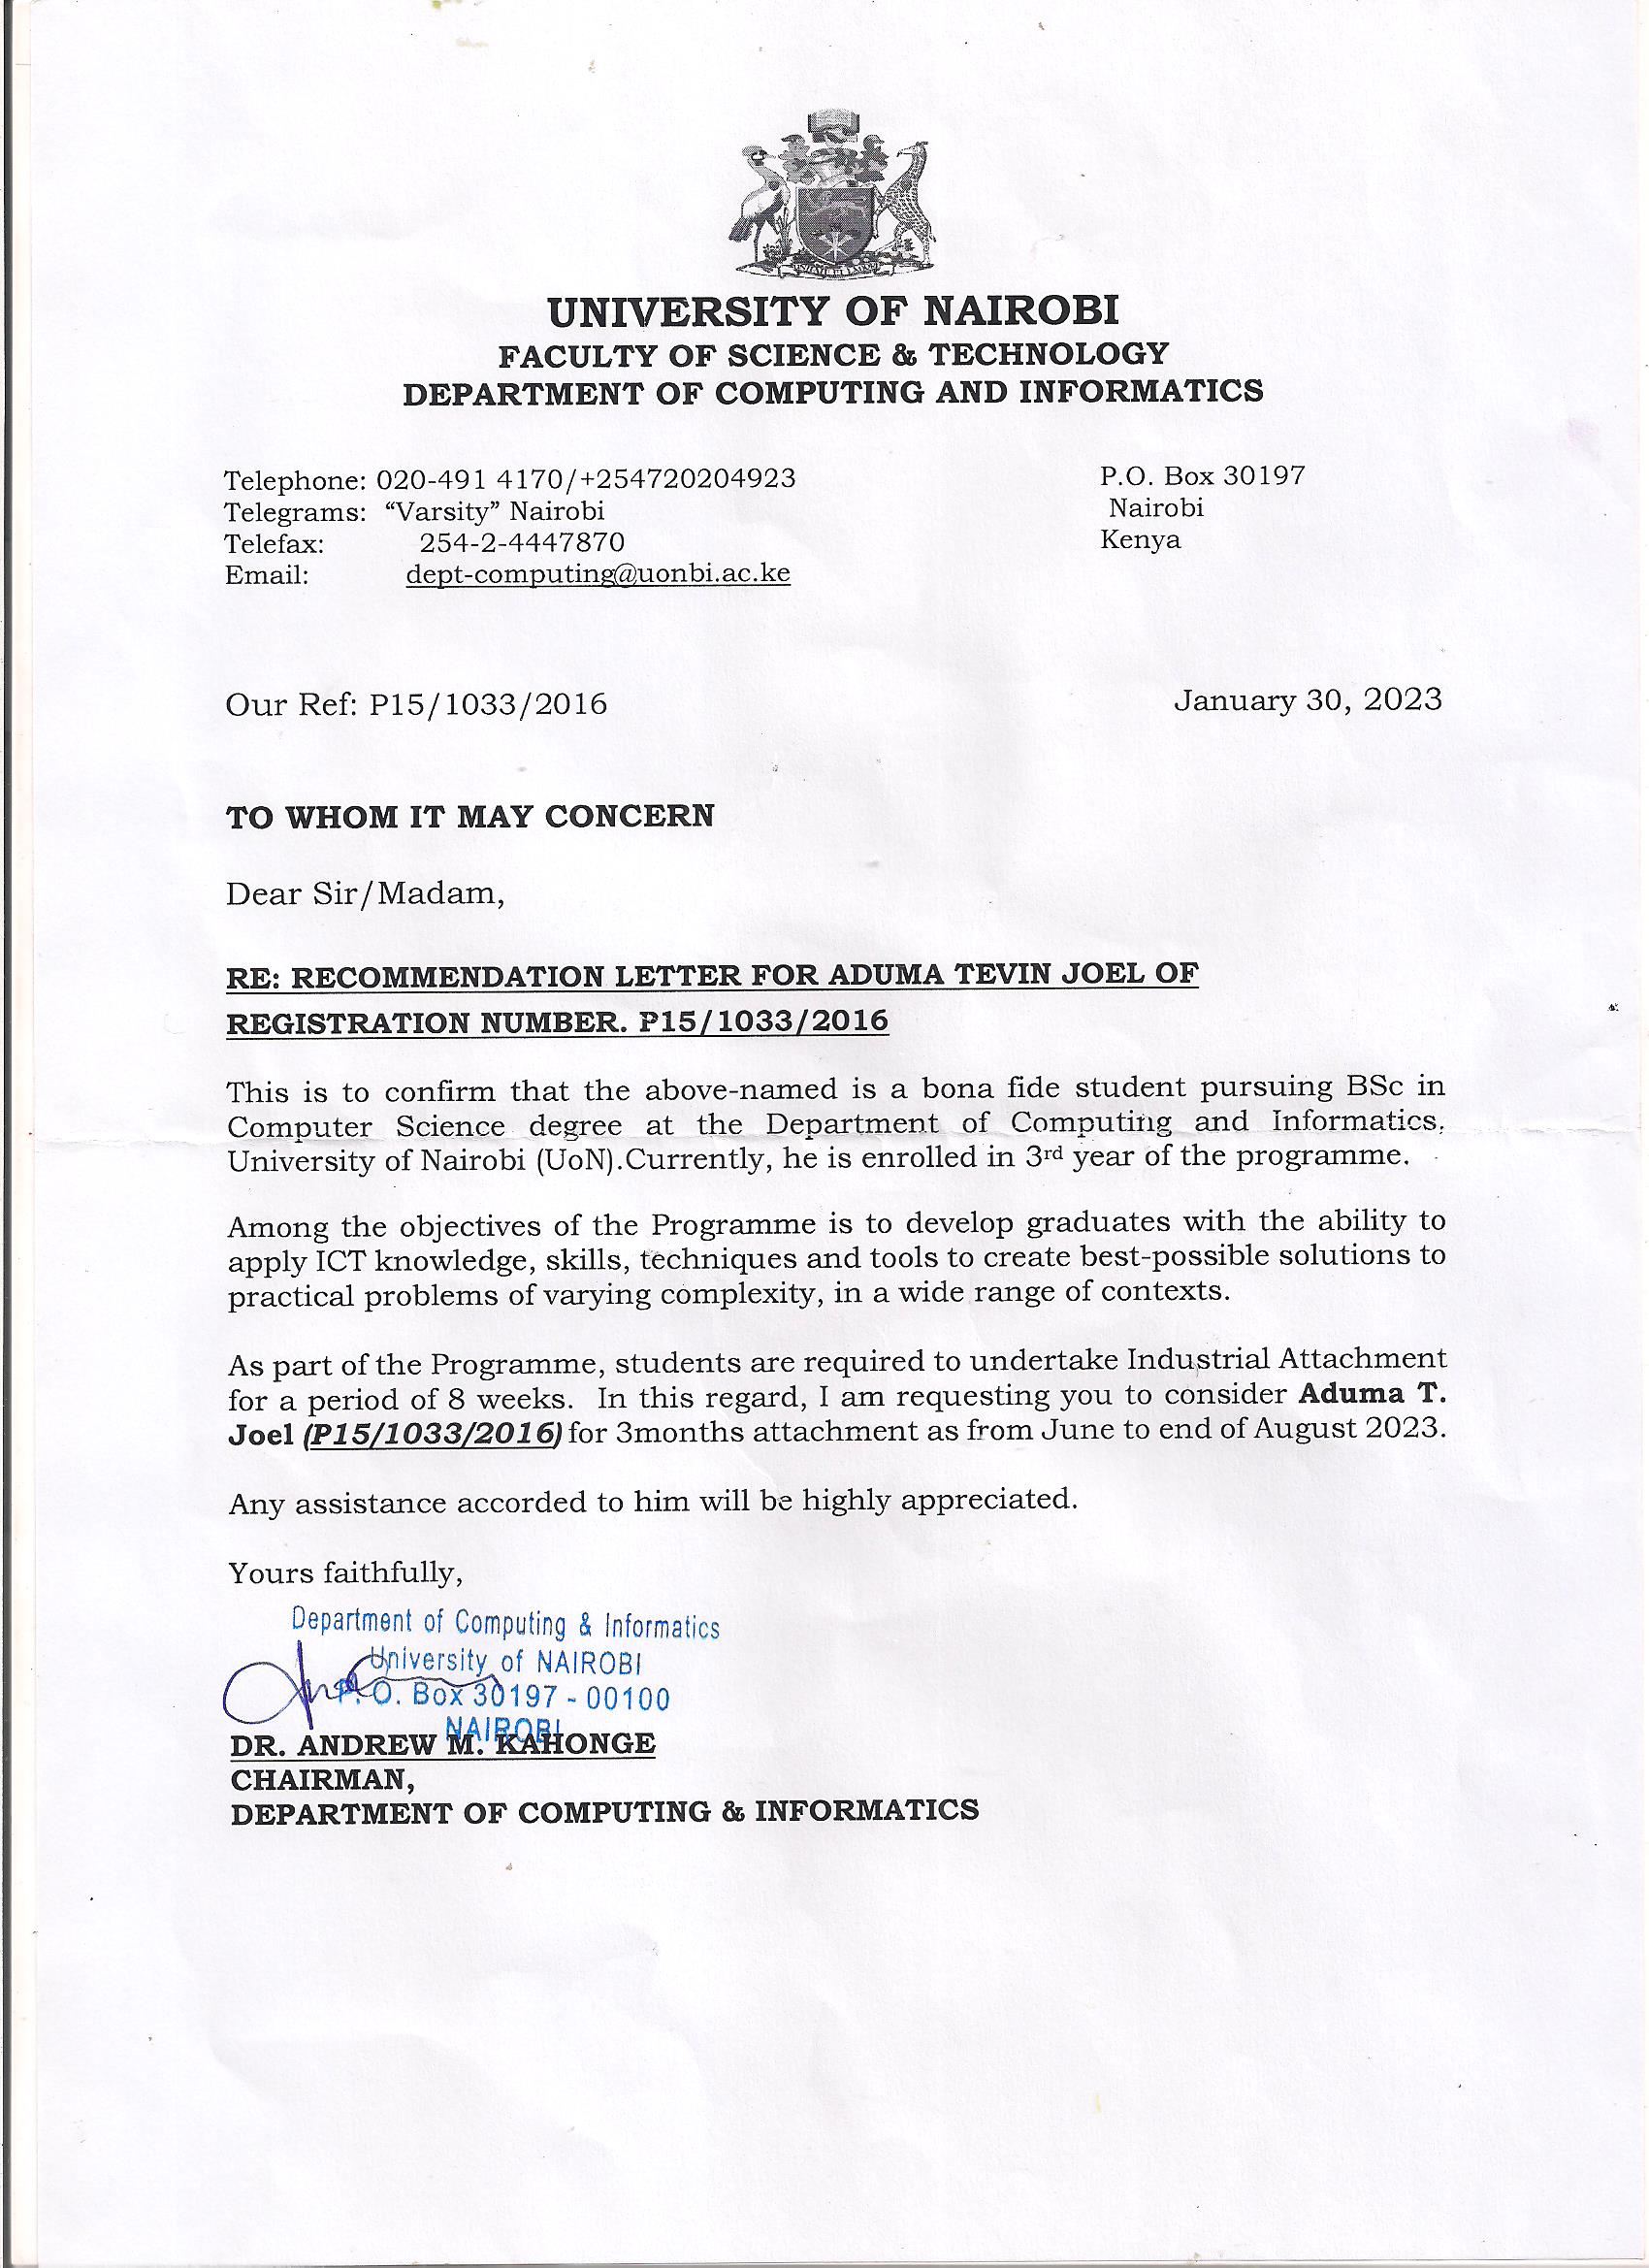 UNIVERSITY OF NAIROBI
FACULTY OF SCIENCE & TECHNOLOGY
DEPARTMENT OF COMPUTING AND INFORMATICS
Telephone: 020-491 4170/+254720204923
Telegrams: “Varsity” Nairobi
Telefax: 254-2-4447870
Email: dept-computing@uonbi.ac.ke
P.O. Box 30197
Nairobi
Kenya
Our Ref: P15/1033/2016
January 30, 2023
TO WHOM IT MAY CONCERN
Dear Sir/Madam,
RE: RECOMMENDATION LETTER FOR ADUMA TEVIN JOEL OF
REGISTRATION NUMBER. P15/1033/2016
This is to confirm that the above-named is a bona fide student pursuing BSc in
Computer Science degree at the Department of Computing and Informatics,
University of Nairobi (UoN).Currently, he is enrolled in 3rd year of the programme.
Among the objectives of the Programme is to develop graduates with the ability to
apply ICT knowledge, skills, techniques and tools to create best-possible solutions to
practical problems of varying complexity, in a wide range of contexts.
As part of the Programme, students are required to undertake Industrial Attachment
for a period of 8 weeks. In this regard, I am requesting you to consider Aduma T.
Joel (P15/1033/2016) for 3months attachment as from June to end of August 2023.
Any assistance accorded to him will be highly appreciated.
Yours faithfully,
Department of Computing & Informatics
University of NAIROBI
P. O. Box 30197 - 00100
NAIROBI
DR. ANDREW M. KAHONGE
CHAIRMAN,
DEPARTMENT OF COMPUTING & INFORMATICS